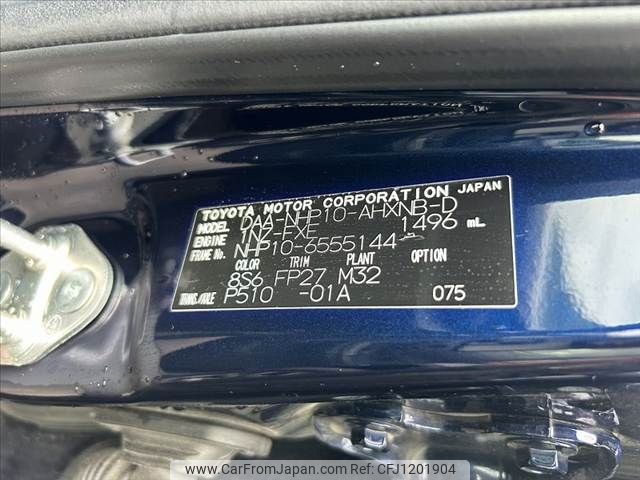 TOYOTA MOTOR CORPORATION JAPAN
MODEL DAA-NHP10-AHXNB-D
ENGINE 1NZ-FXE 1496 mL
FRAME No. NHP10-6555144
COLOR TRIM PLANT OPTION
8S6 FP27 M32
TRANS./AXLE P510 -01A 075
www.CarFromJapan.com ID: CFJ1201904